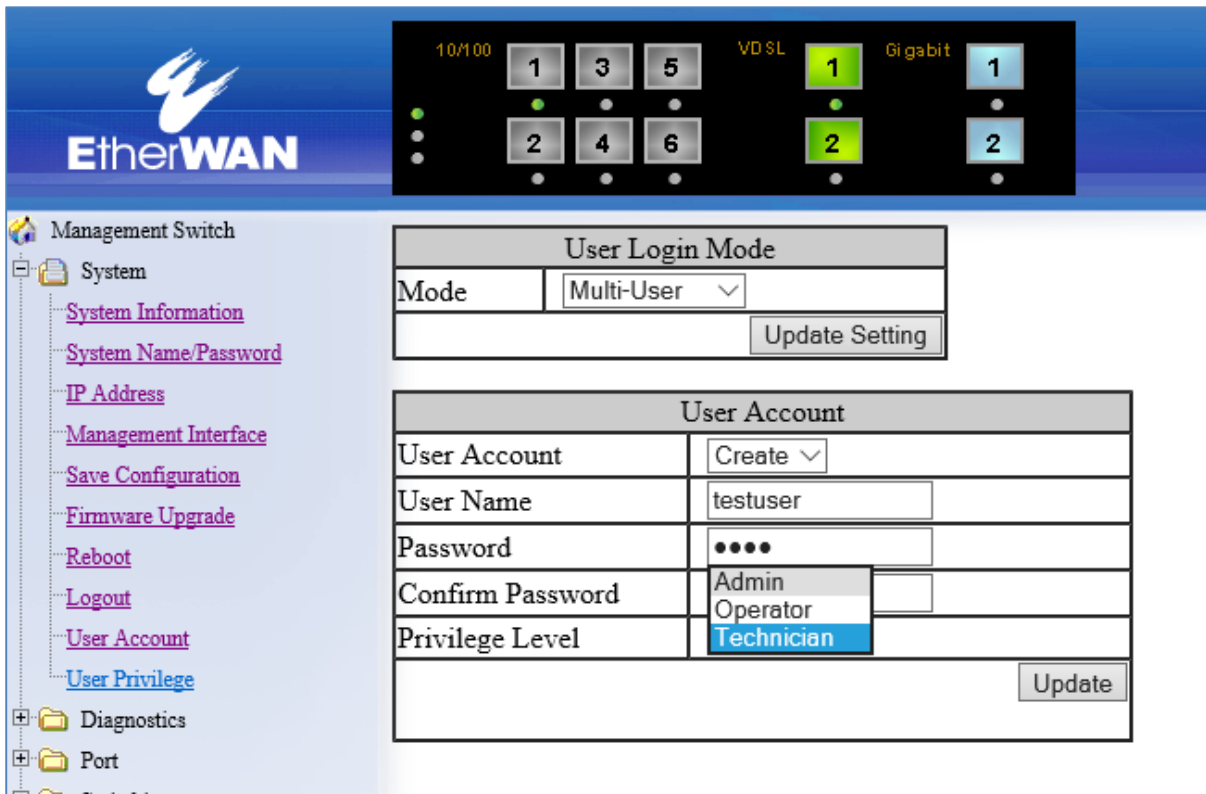 10/100
VDSL
Gigabit
1 3 5
1
1
2 4 6
2
2
EtherWAN
Management Switch
System
System Information
System Name/Password
IP Address
Management Interface
Save Configuration
Firmware Upgrade
Reboot
Logout
User Account
User Privilege
Diagnostics
Port
User Login Mode
Mode
Multi-User
Update Setting
User Account
User Account
Create
User Name
testuser
Password
••••
Confirm Password
Privilege Level
Admin
Operator
Technician
Update